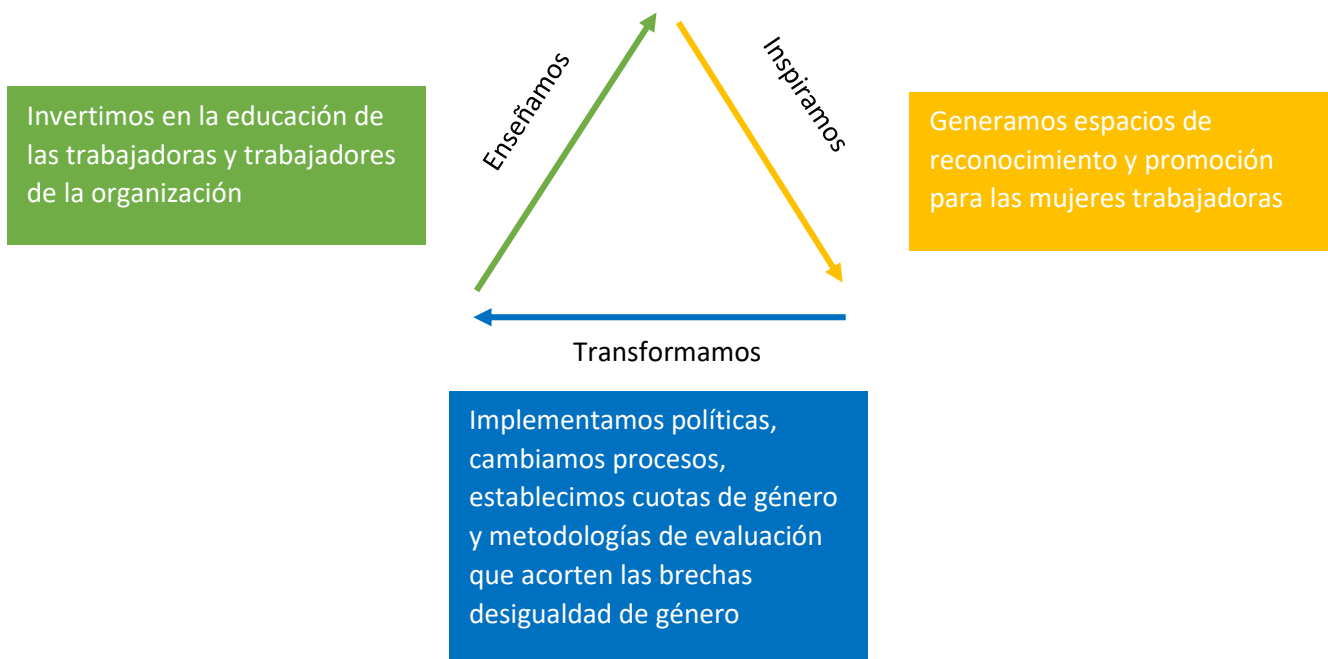 Enseñamos
Inspiramos
Invertimos en la educación de
las trabajadoras y trabajadores
de la organización
Generamos espacios de
reconocimiento y promoción
para las mujeres trabajadoras
Transformamos
Implementamos políticas,
cambiamos procesos,
establecimos cuotas de género
y metodologías de evaluación
que acorten las brechas
desigualdad de género